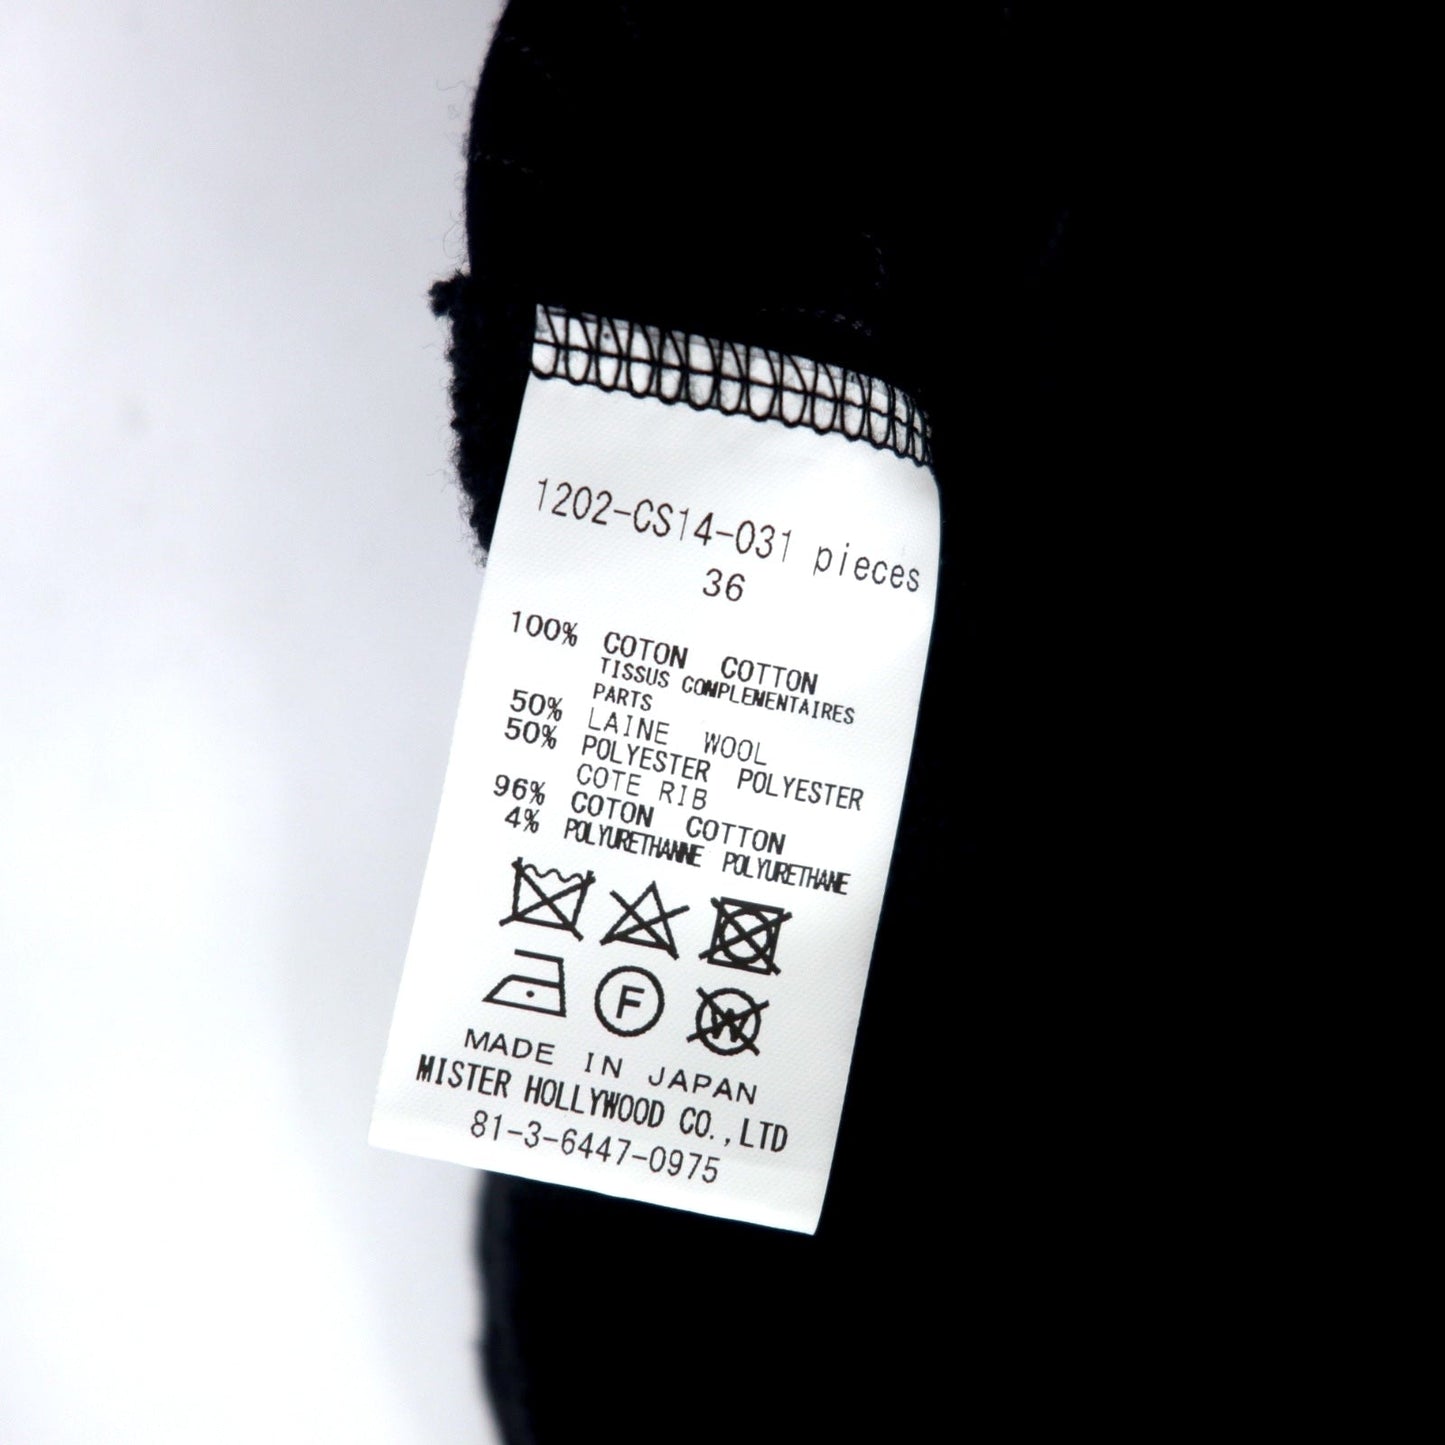 1202-CS14-031 pieces
36
100% COTON COTTON
TISSUS COMPLEMENTAIRES
PARTS
50% LAINE WOOL
50% POLYESTER POLYESTER
COTE RIB
96% COTON COTTON
4% POLYURETHANNE POLYURETHANE
F W
MADE IN JAPAN
MISTER HOLLYWOOD CO.,LTD
81-3-6447-0975